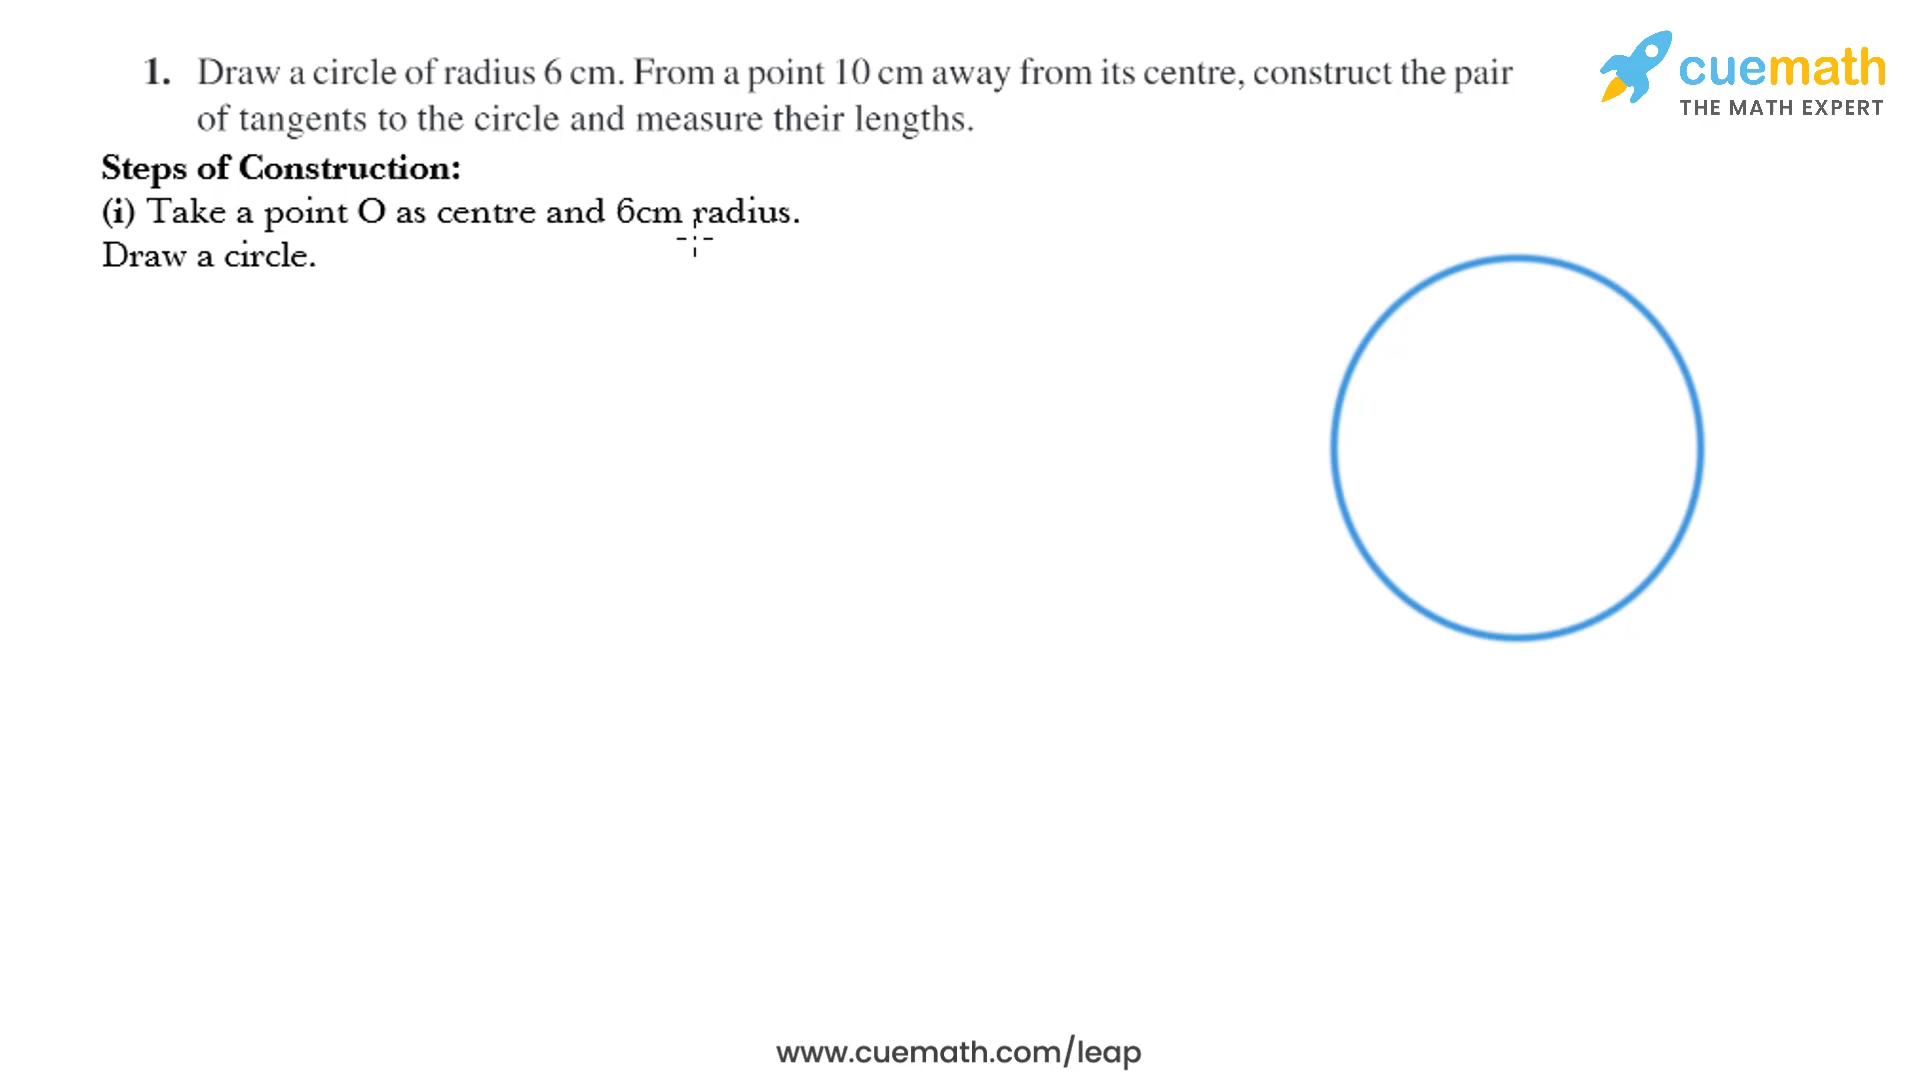 1. Draw a circle of radius 6 cm. From a point 10 cm away from its centre, construct the pair
of tangents to the circle and measure their lengths.
cuemath
THE MATH EXPERT
Steps of Construction:
(i) Take a point O as centre and 6cm radius.
Draw a circle.
www.cuemath.com/leap